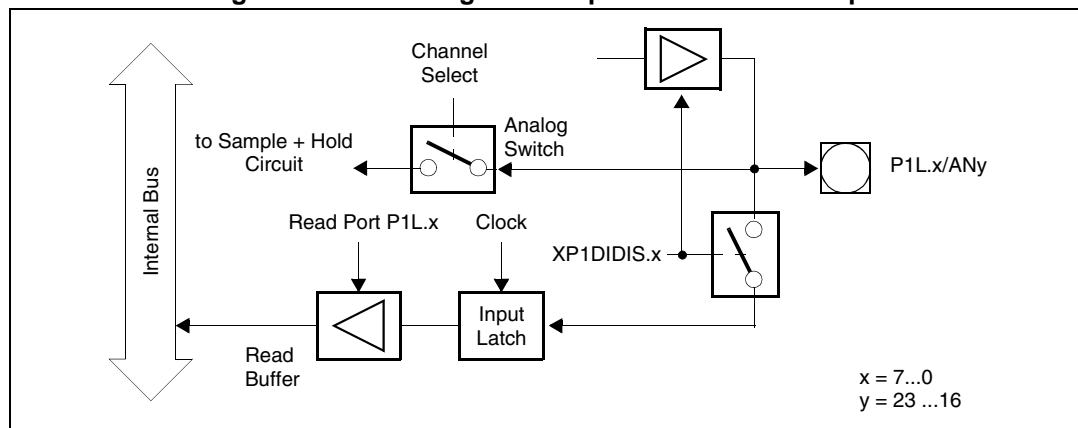 Channel
Select
to Sample + Hold
Circuit
Analog
Switch
P1L.x/ANy
Internal Bus
Read Port P1L.x
Clock
XP1DIDIS.x
Input
Latch
Read
Buffer
x = 7...0
y = 23 ...16